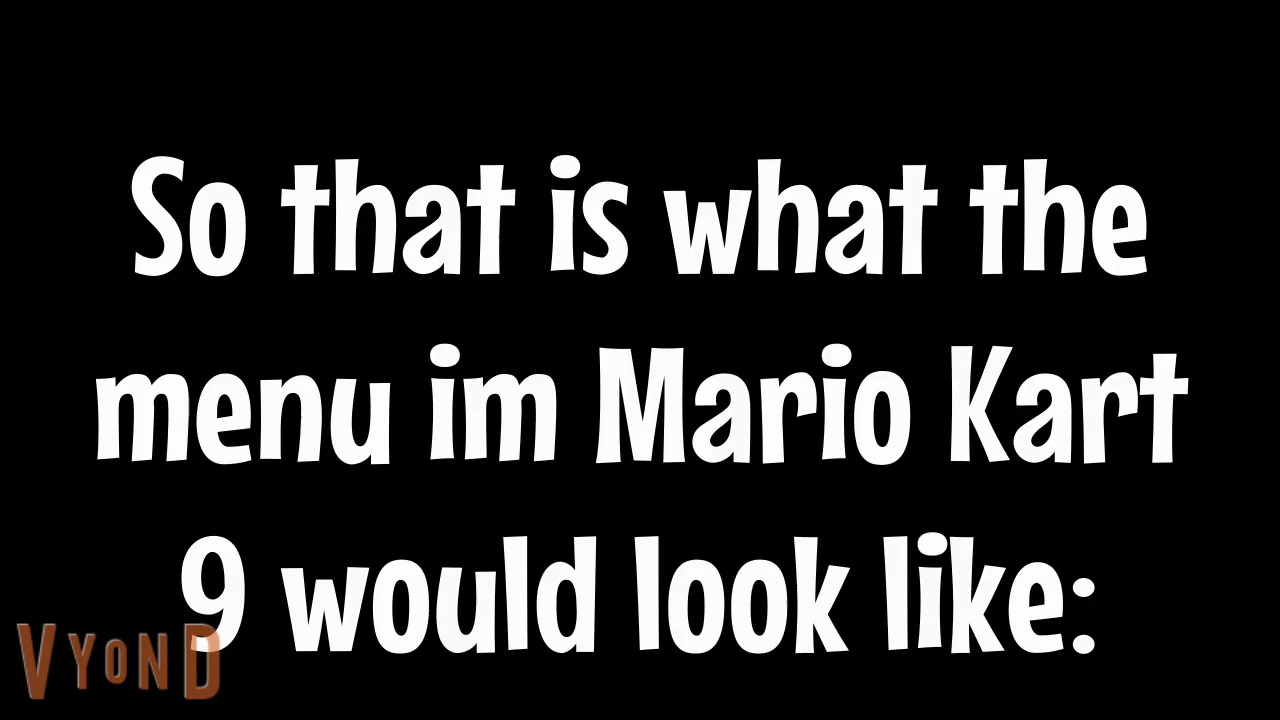 So that is what the
menu im Mario Kart
9 would look like:
VYOND